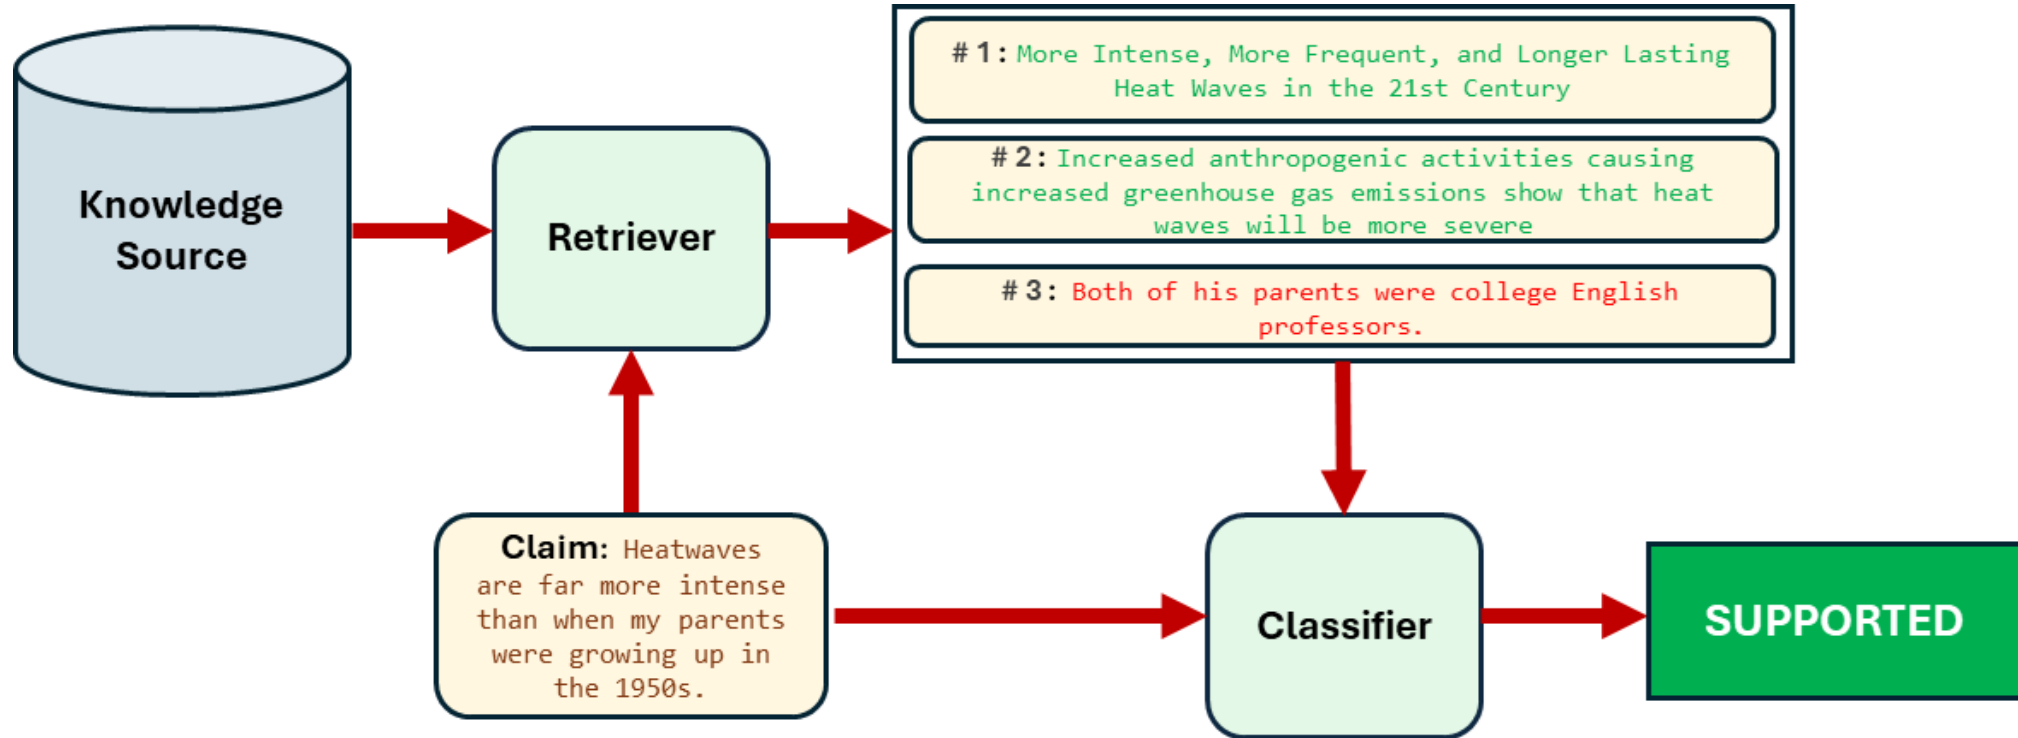 Knowledge
Source
Retriever
# 1: More Intense, More Frequent, and Longer Lasting
Heat Waves in the 21st Century
# 2: Increased anthropogenic activities causing
increased greenhouse gas emissions show that heat
waves will be more severe
# 3: Both of his parents were college English
professors.
Claim: Heatwaves
are far more intense
than when my parents
were growing up in
the 1950s.
Classifier
SUPPORTED